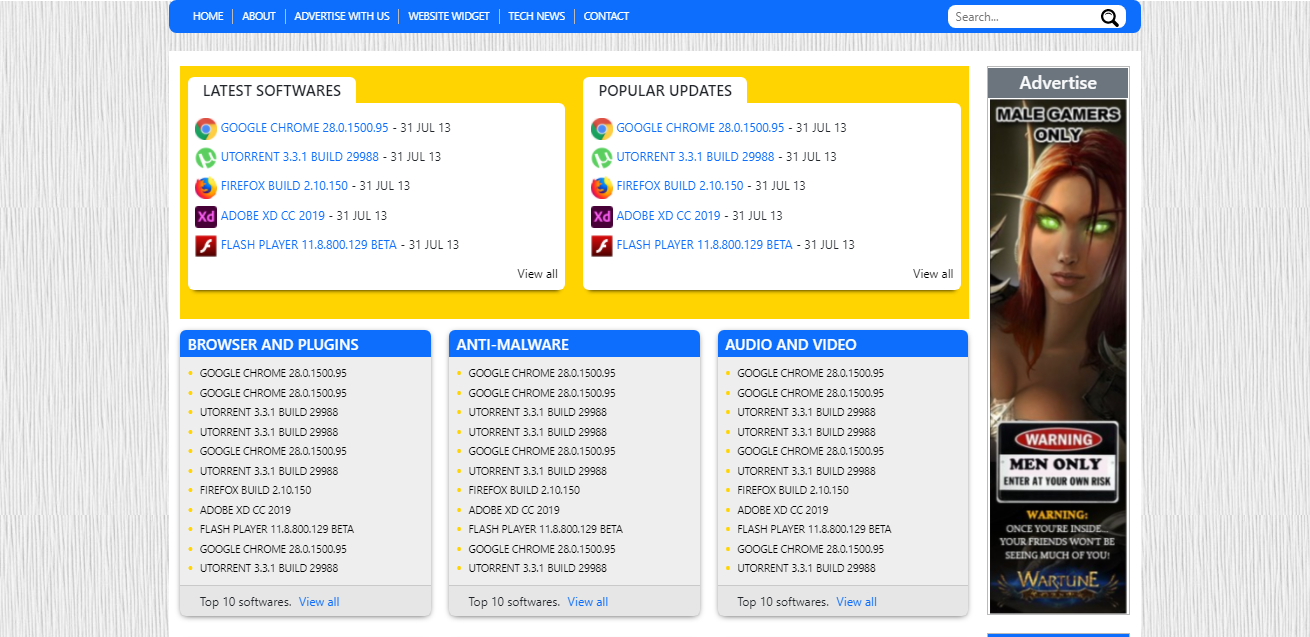 HOME
ABOUT
ADVERTISE WITH US
WEBSITE WIDGET
TECH NEWS
CONTACT
Search...
LATEST SOFTWARES
GOOGLE CHROME 28.0.1500.95 - 31 JUL 13
UTORRENT 3.3.1 BUILD 29988 - 31 JUL 13
FIREFOX BUILD 2.10.150 - 31 JUL 13
Xd
ADOBE XD CC 2019 - 31 JUL 13
FLASH PLAYER 11.8.800.129 BETA - 31 JUL 13
View all
POPULAR UPDATES
GOOGLE CHROME 28.0.1500.95 - 31 JUL 13
UTORRENT 3.3.1 BUILD 29988 - 31 JUL 13
FIREFOX BUILD 2.10.150 - 31 JUL 13
Xd
ADOBE XD CC 2019 - 31 JUL 13
FLASH PLAYER 11.8.800.129 BETA - 31 JUL 13
View all
BROWSER AND PLUGINS
GOOGLE CHROME 28.0.1500.95
GOOGLE CHROME 28.0.1500.95
UTORRENT 3.3.1 BUILD 29988
UTORRENT 3.3.1 BUILD 29988
GOOGLE CHROME 28.0.1500.95
UTORRENT 3.3.1 BUILD 29988
FIREFOX BUILD 2.10.150
ADOBE XD CC 2019
FLASH PLAYER 11.8.800.129 BETA
GOOGLE CHROME 28.0.1500.95
UTORRENT 3.3.1 BUILD 29988
Top 10 softwares. View all
ANTI-MALWARE
GOOGLE CHROME 28.0.1500.95
GOOGLE CHROME 28.0.1500.95
UTORRENT 3.3.1 BUILD 29988
UTORRENT 3.3.1 BUILD 29988
GOOGLE CHROME 28.0.1500.95
UTORRENT 3.3.1 BUILD 29988
FIREFOX BUILD 2.10.150
ADOBE XD CC 2019
FLASH PLAYER 11.8.800.129 BETA
GOOGLE CHROME 28.0.1500.95
UTORRENT 3.3.1 BUILD 29988
Top 10 softwares. View all
AUDIO AND VIDEO
GOOGLE CHROME 28.0.1500.95
GOOGLE CHROME 28.0.1500.95
UTORRENT 3.3.1 BUILD 29988
UTORRENT 3.3.1 BUILD 29988
GOOGLE CHROME 28.0.1500.95
UTORRENT 3.3.1 BUILD 29988
FIREFOX BUILD 2.10.150
ADOBE XD CC 2019
FLASH PLAYER 11.8.800.129 BETA
GOOGLE CHROME 28.0.1500.95
UTORRENT 3.3.1 BUILD 29988
Top 10 softwares. View all
Advertise
MALE GAMERS
ONLY
WARNING
MEN ONLY
ENTER AT YOUR OWN RISK
WARNING:
ONCE YOU'RE INSIDE...
YOUR FRIENDS WON'T BE
SEEING MUCH OF YOU!
WARTUNE